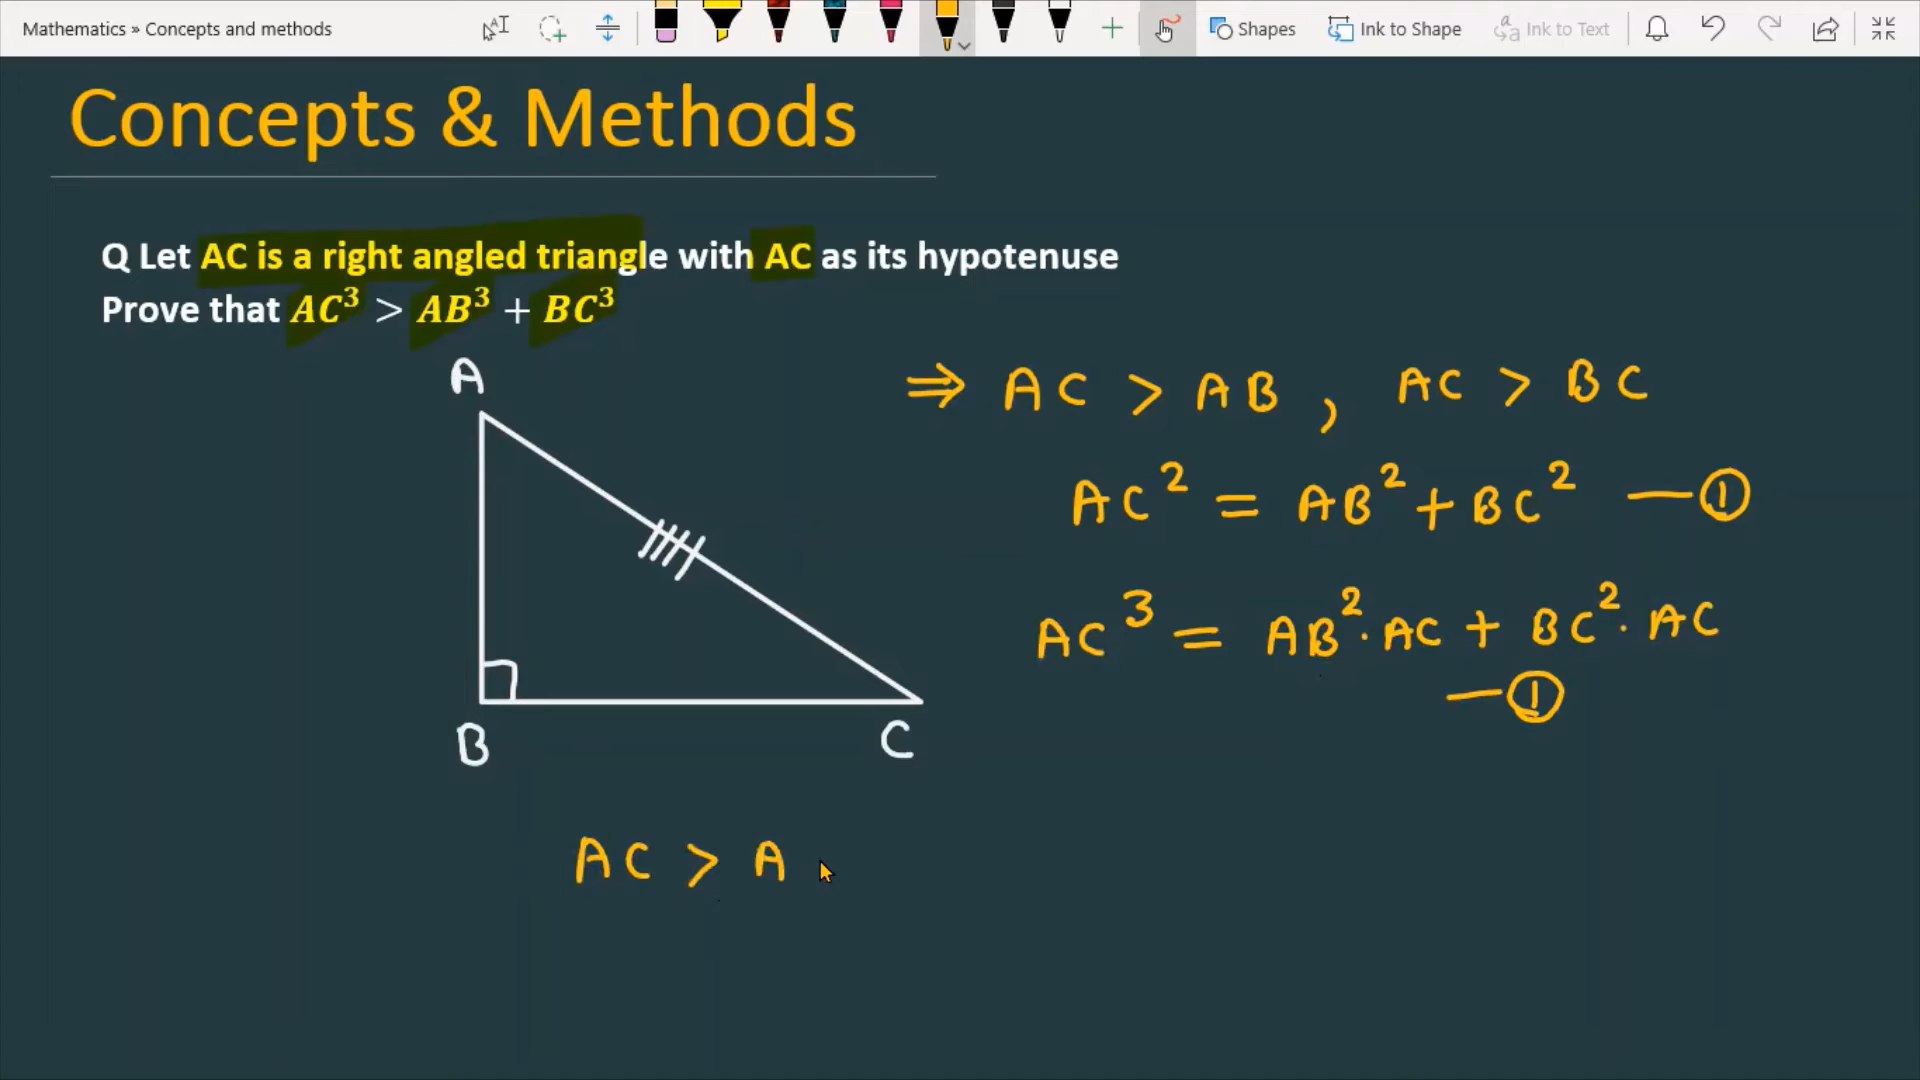 Mathematics » Concepts and methods
Shapes
Ink to Shape
Ink to Text
Concepts & Methods
Q Let AC is a right angled triangle with AC as its hypotenuse
Prove that AC³ > AB³ + BC³
A
B
C
⇒ AC > AB , AC > BC
AC² = AB² + BC² — ①
AC³ = AB² · AC + BC² · AC
— ①
AC > A